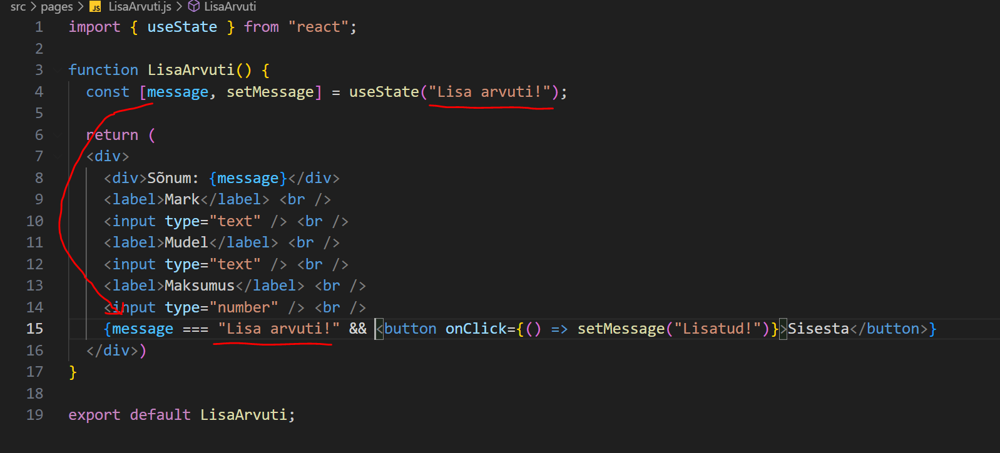 src > pages > JS LisaArvuti.js > LisaArvuti
1 import { useState } from "react";
2
3 function LisaArvuti() {
4 const [message, setMessage] = useState("Lisa arvuti!");
5
6 return (
7 <div>
8 <div>Sõnum: {message}</div>
9 <label>Mark</label> <br />
10 <input type="text" /> <br />
11 <label>Mudel</label> <br />
12 <input type="text" /> <br />
13 <label>Maksumus</label> <br />
14 <input type="number" /> <br />
15 {message === "Lisa arvuti!" && <button onClick={() => setMessage("Lisatud!")}>Sisesta</button>}
16 </div>)
17 }
18
19 export default LisaArvuti;